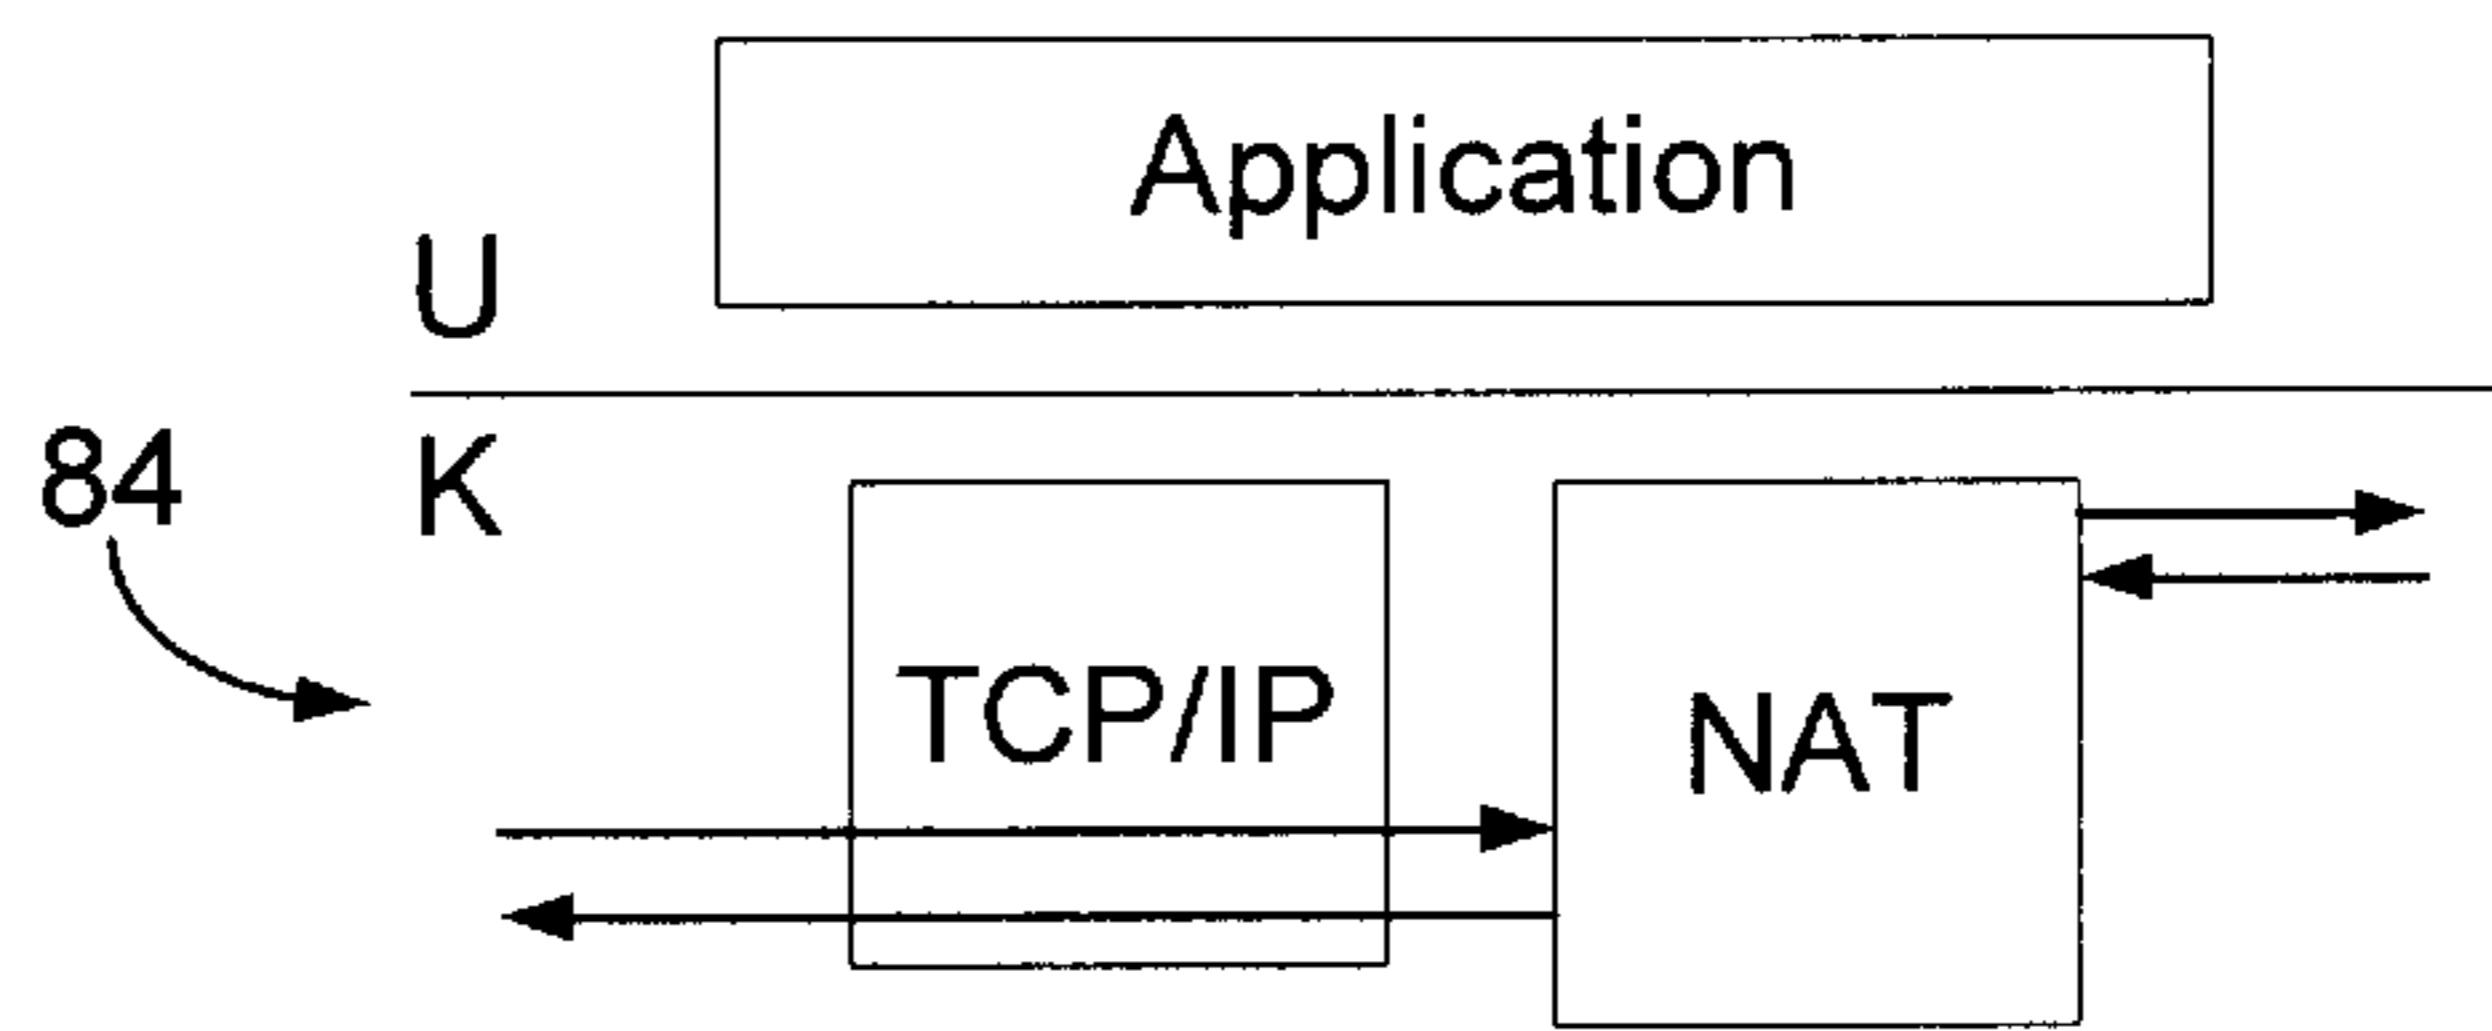 Application
U
84
K
TCP/IP
NAT